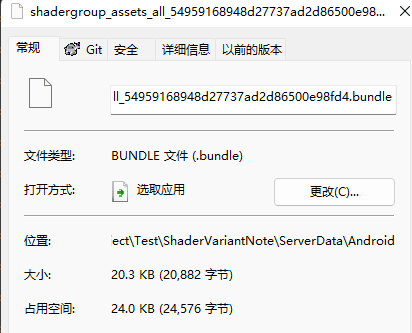 shadergroup_assets_all_54959168948d27737ad2d86500e98...
常规 Git 安全 详细信息 以前的版本
ll_54959168948d27737ad2d86500e98fd4.bundle
文件类型: BUNDLE 文件 (.bundle)
打开方式: 选取应用 更改(C)...
位置: ject\Test\ShaderVariantNote\ServerData\Android
大小: 20.3 KB (20,882 字节)
占用空间: 24.0 KB (24,576 字节)